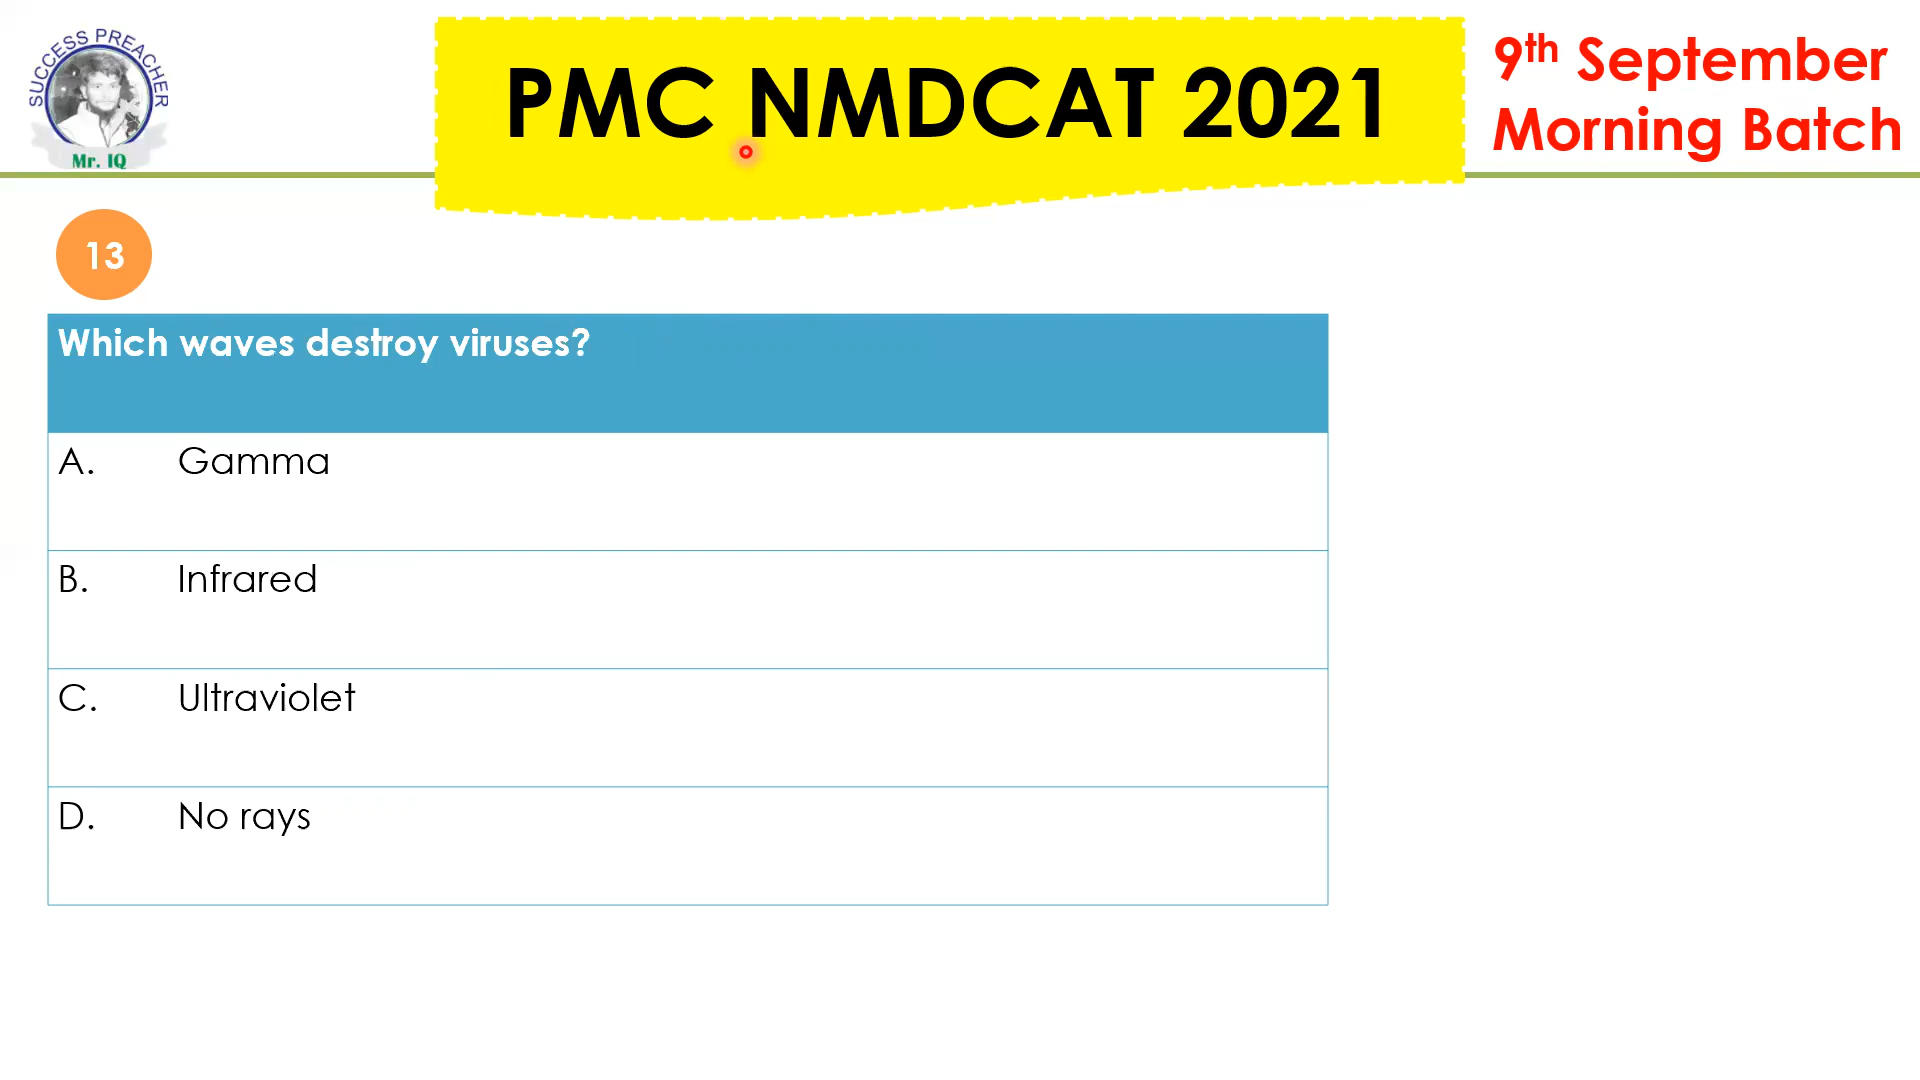 SUCCESS PREACHER
Mr. IQ
PMC NMDCAT 2021
9th September
Morning Batch
13
Which waves destroy viruses?
A. Gamma
B. Infrared
C. Ultraviolet
D. No rays